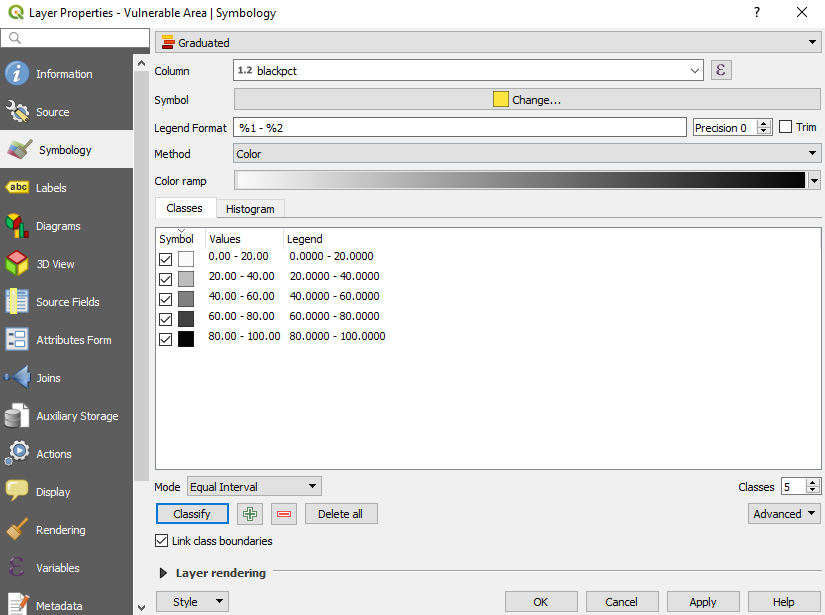 Layer Properties - Vulnerable Area | Symbology
?
Information
Source
Symbology
abc Labels
Diagrams
3D View
Source Fields
Attributes Form
Joins
Auxiliary Storage
Actions
Display
Rendering
Variables
Metadata
Graduated
Column 1.2 blackpct ε
Symbol Change...
Legend Format %1 - %2 Precision 0 Trim
Method Color
Color ramp
Classes Histogram
Symbol Values Legend
0.00 - 20.00 0.0000 - 20.0000
20.00 - 40.00 20.0000 - 40.0000
40.00 - 60.00 40.0000 - 60.0000
60.00 - 80.00 60.0000 - 80.0000
80.00 - 100.00 80.0000 - 100.0000
Mode Equal Interval Classes 5
Classify Delete all Advanced
Link class boundaries
Layer rendering
Style OK Cancel Apply Help